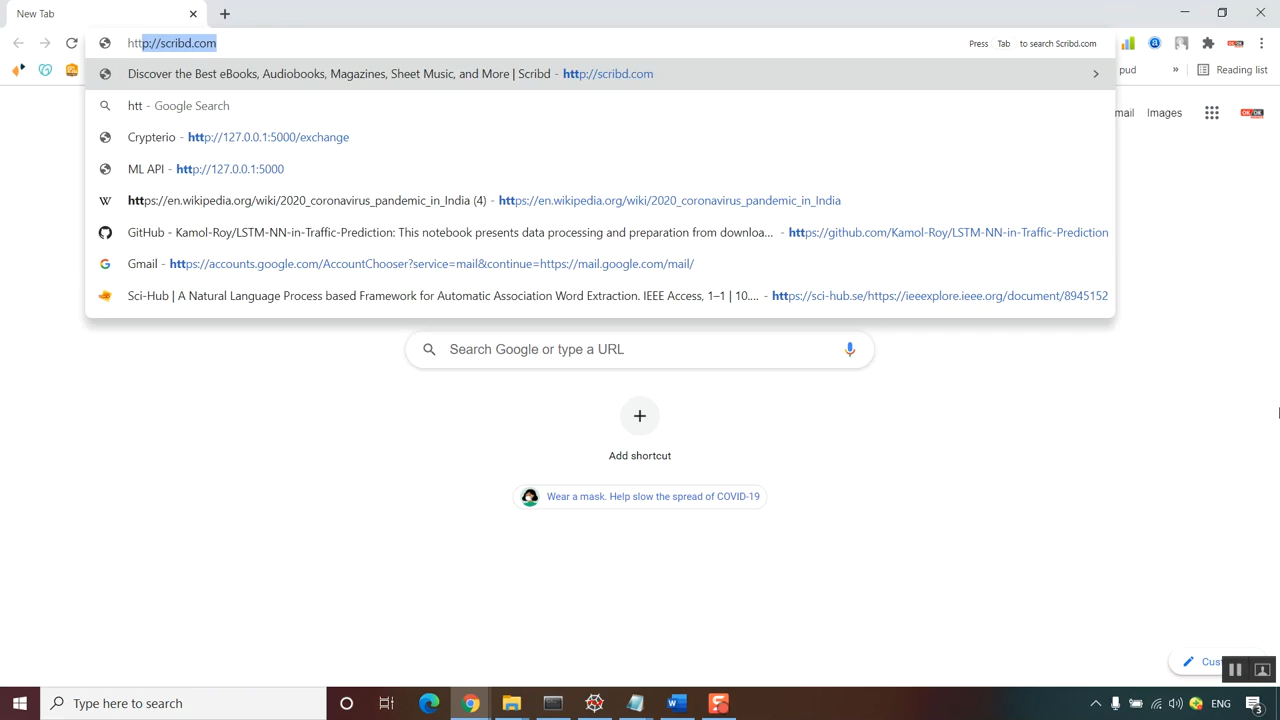 New Tab
http://scribd.com
Press Tab to search Scribd.com
pud
»
Reading list
Discover the Best eBooks, Audiobooks, Magazines, Sheet Music, and More | Scribd - http://scribd.com
htt - Google Search
mail Images
Crypterio - http://127.0.0.1:5000/exchange
ML API - http://127.0.0.1:5000
https://en.wikipedia.org/wiki/2020_coronavirus_pandemic_in_India (4) - https://en.wikipedia.org/wiki/2020_coronavirus_pandemic_in_India
GitHub - Kamol-Roy/LSTM-NN-in-Traffic-Prediction: This notebook presents data processing and preparation from downloa... - https://github.com/Kamol-Roy/LSTM-NN-in-Traffic-Prediction
Gmail - https://accounts.google.com/AccountChooser?service=mail&continue=https://mail.google.com/mail/
Sci-Hub | A Natural Language Process based Framework for Automatic Association Word Extraction. IEEE Access, 1–1 | 10.... - https://sci-hub.se/https://ieeexplore.ieee.org/document/8945152
Search Google or type a URL
Add shortcut
Wear a mask. Help slow the spread of COVID-19
Cus
Type here to search
ENG
3